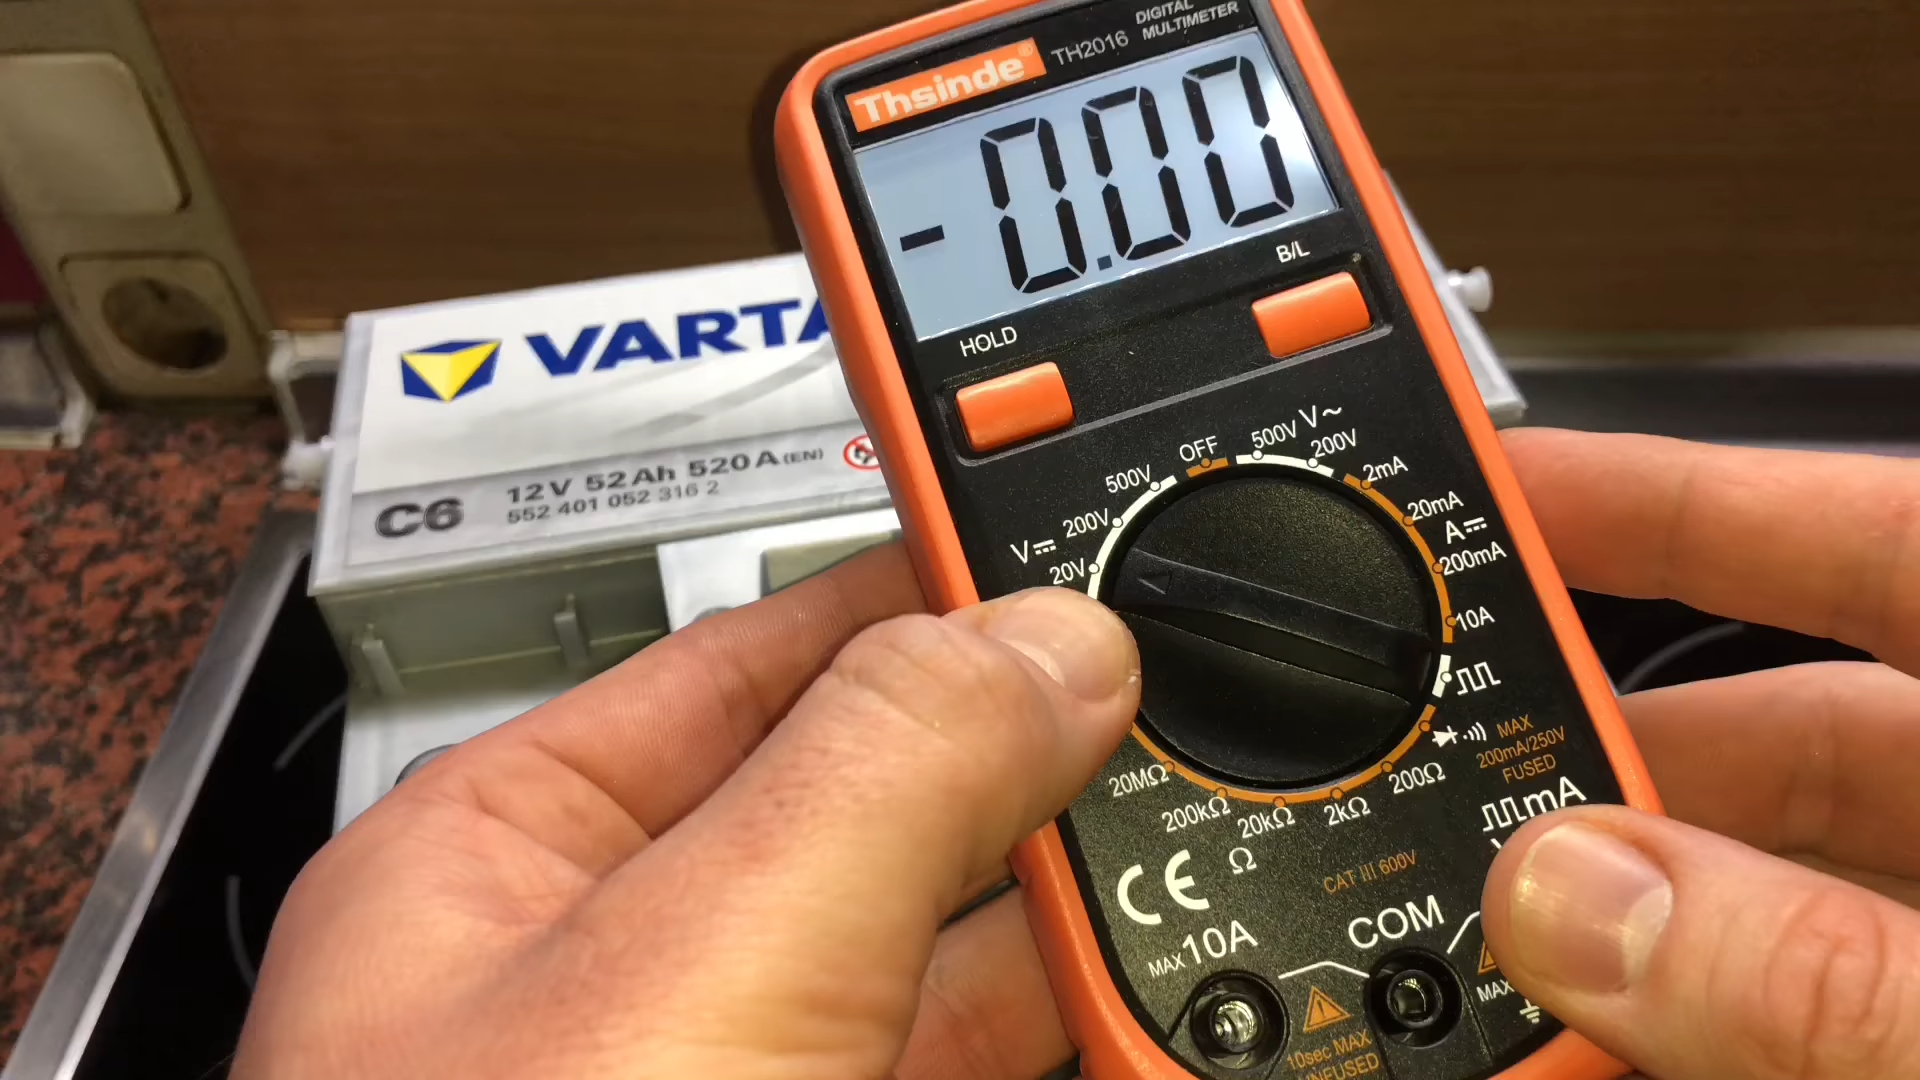 DIGITAL
MULTIMETER
Thsinde® TH2016
-0.00
B/L
HOLD
VARTA
C6
12V 52Ah 520A (EN)
552 401 052 316 2
OFF
500V V~
200V
2mA
20mA
A
200mA
10A
500V
200V
V
20V
MAX
200mA/250V
FUSED
200Ω
2kΩ
20kΩ
200kΩ
20MΩ
Ω
mA
CAT III 600V
CE
COM
MAX 10A
MAX
10sec MAX
UNFUSED